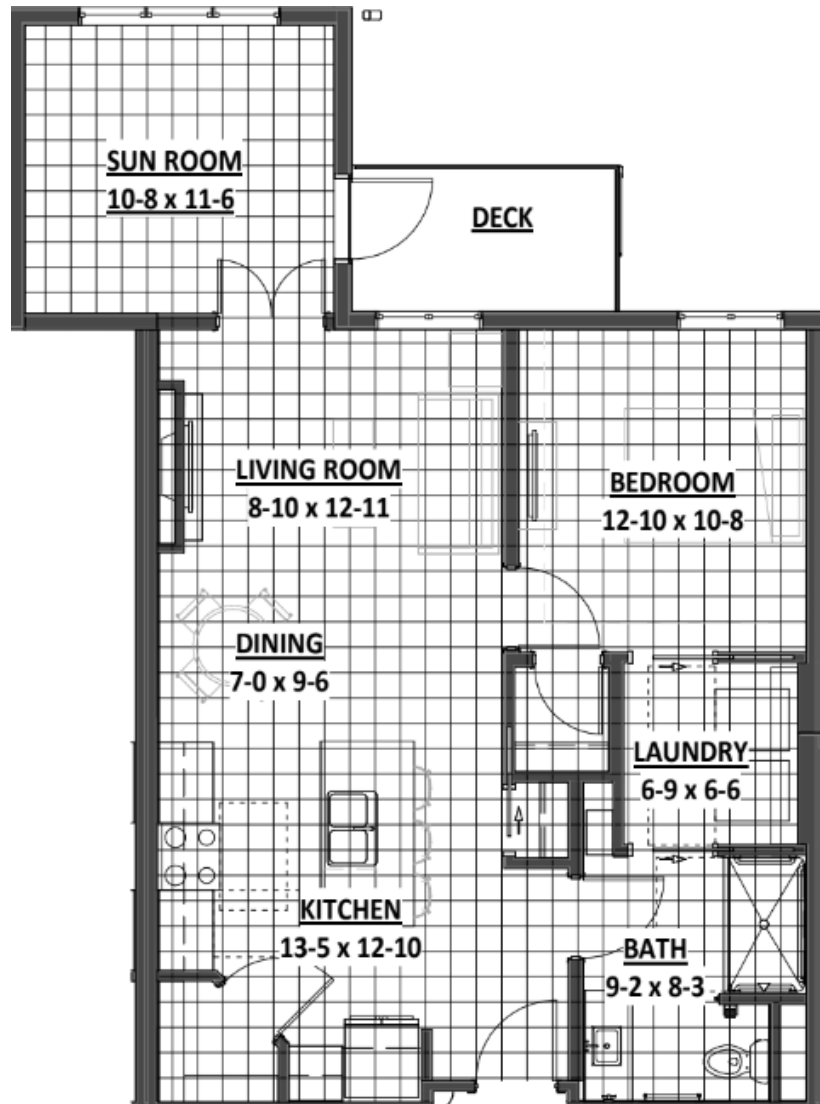 SUN ROOM
10-8 x 11-6
DECK
LIVING ROOM
8-10 x 12-11
BEDROOM
12-10 x 10-8
DINING
7-0 x 9-6
LAUNDRY
6-9 x 6-6
KITCHEN
13-5 x 12-10
BATH
9-2 x 8-3